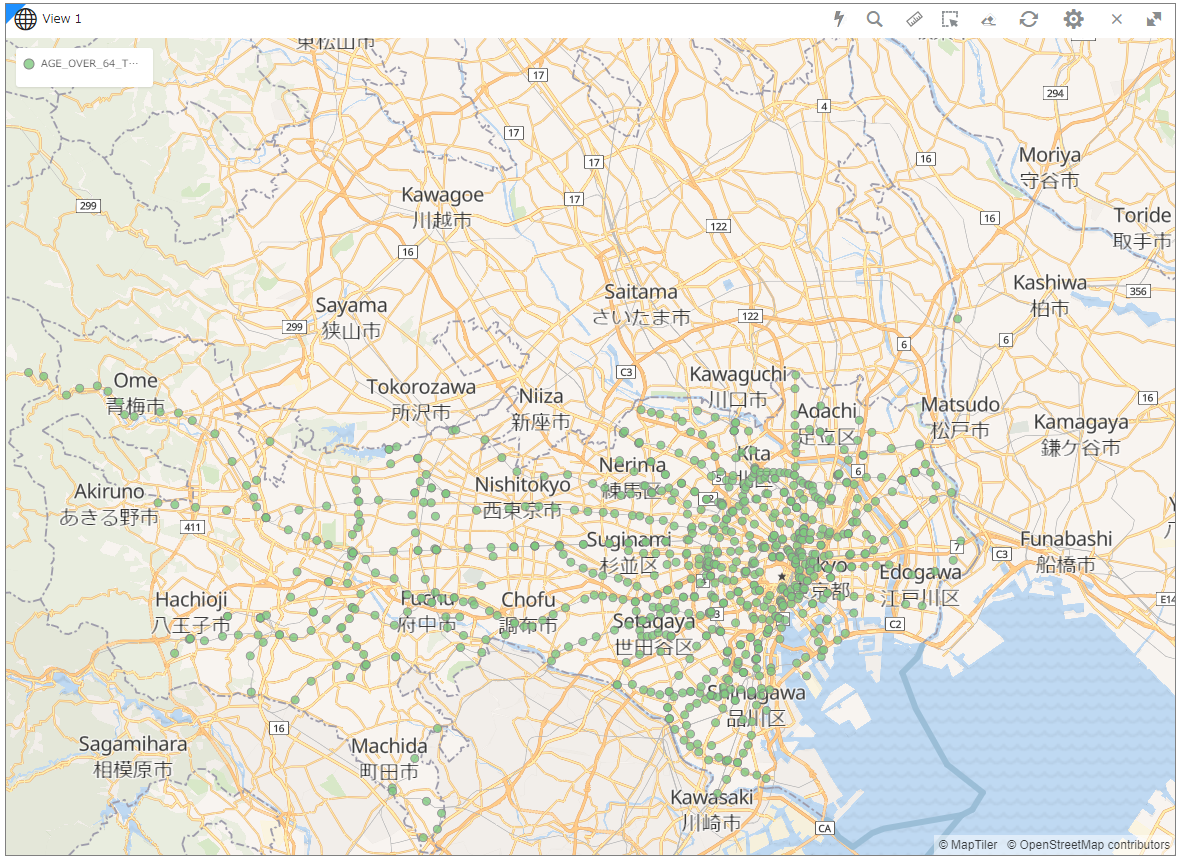 View 1
東松山市
AGE_OVER_64_T···
17
294
4
17
16
17
Moriya
守谷市
17
299
Kawagoe
川越市
16
122
Toride
取手市
16
Kashiwa
柏市
356
Saitama
さいたま市
Sayama
狭山市
299
122
6
6
C3
Ome
青梅市
Tokorozawa
所沢市
Niiza
新座市
Kawaguchi
川口市
Adachi
足立区
Matsudo
松戸市
16
Kamagaya
鎌ケ谷市
Kita
Nerima
練馬区
5
6
C2
Akiruno
あきる野市
Nishitokyo
西東京市
411
Suginami
杉並区
7
C3
Funabashi
船橋市
Edogawa
江戸川区
E14
Hachioji
八王子市
Fuchu
府中市
Chofu
調布市
Setagaya
世田谷区
C2
Shinagawa
品川区
16
Sagamihara
相模原市
Machida
町田市
Kawasaki
川崎市
CA
© MapTiler © OpenStreetMap contributors